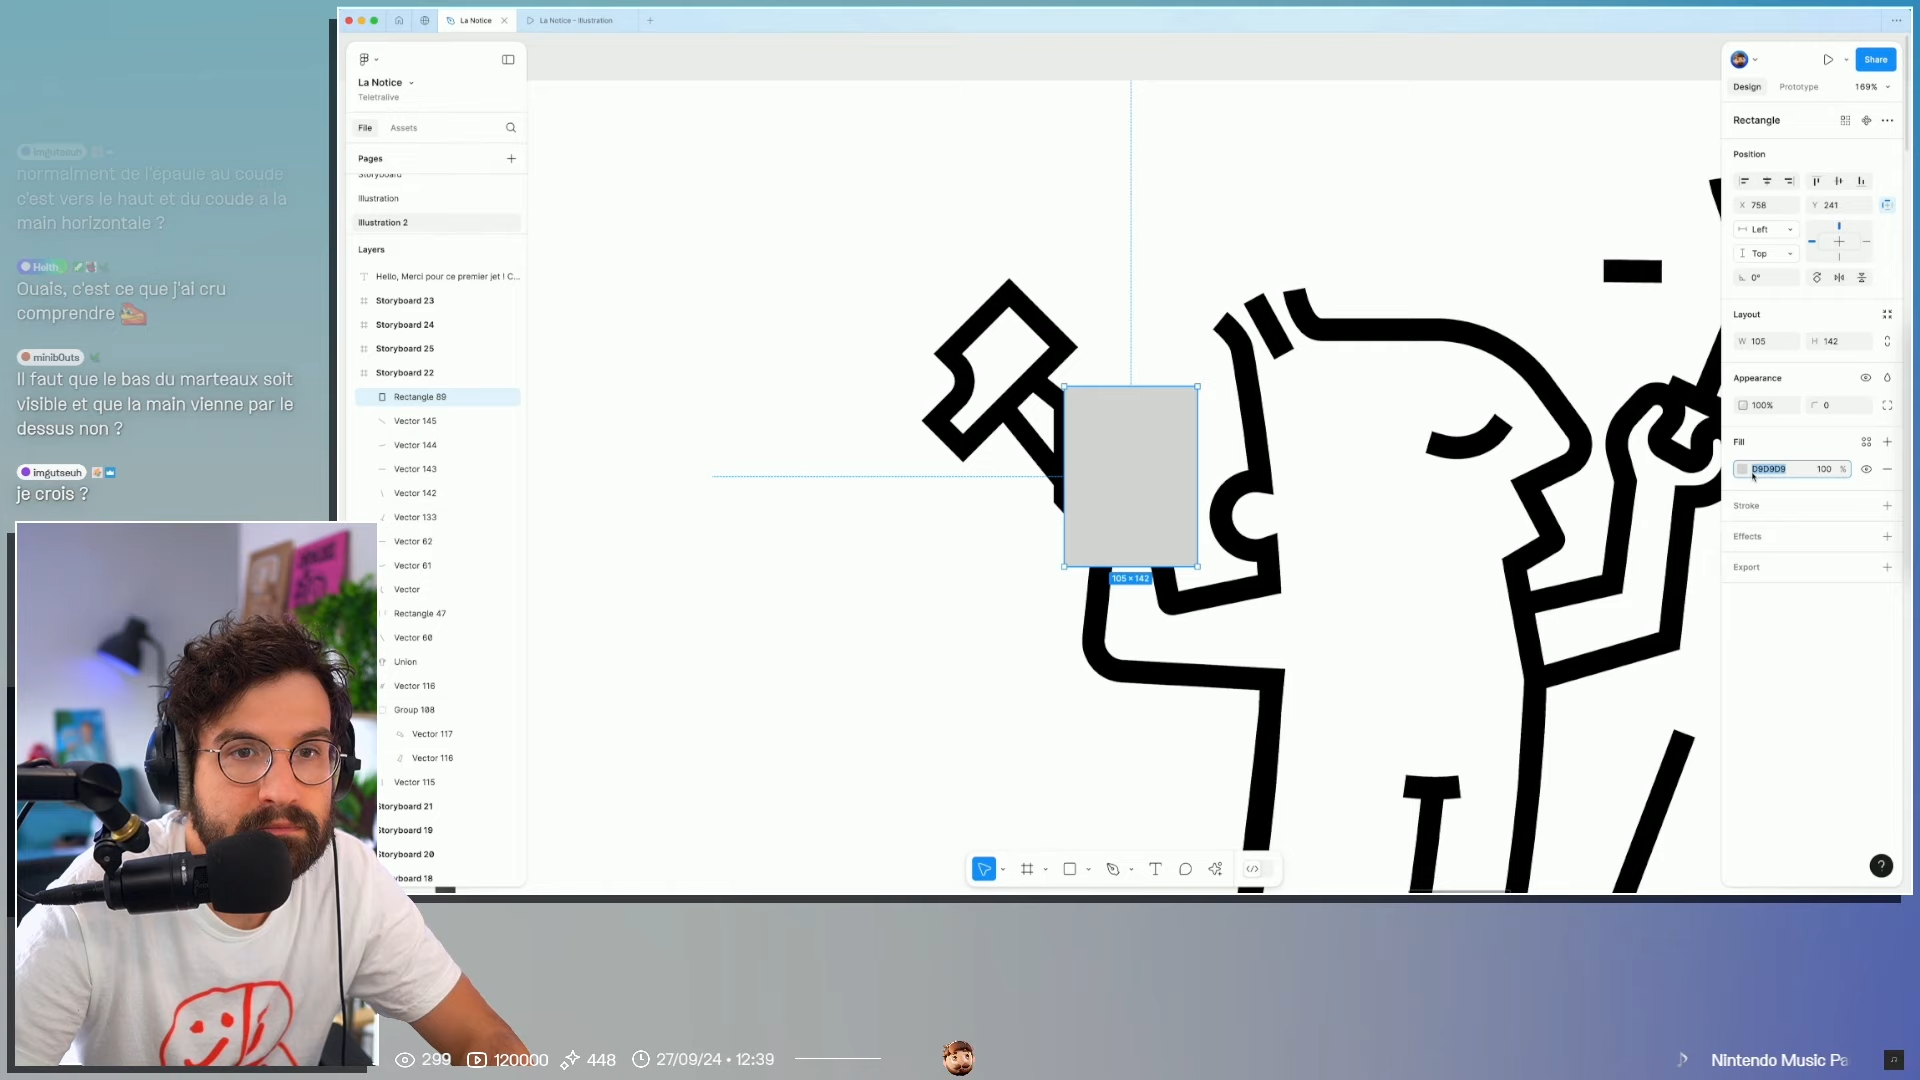 La Notice
La Notice - Illustration
imgutseuh
normalment de l'épaule au coude
c'est vers le haut et du coude a la
main horizontale ?
Ouais, c'est ce que j'ai cru
comprendre
minib0uts
Il faut que le bas du marteaux soit
visible et que la main vienne par le
dessus non ?
imgutseuh
je crois ?
La Notice
Teletralive
File
Assets
Pages
Storyboard
Illustration
Illustration 2
Layers
Hello, Merci pour ce premier jet ! C...
Storyboard 23
Storyboard 24
Storyboard 25
Storyboard 22
Rectangle 89
Vector 145
Vector 144
Vector 143
Vector 142
Vector 133
Vector 62
Vector 61
Vector
Rectangle 47
Vector 60
Union
Vector 116
Group 108
Vector 117
Vector 116
Vector 115
Storyboard 21
Storyboard 19
Storyboard 20
oryboard 18
105 × 142
Share
Design
Prototype
169%
Rectangle
Position
X 758
Y 241
Left
Top
0°
Layout
W 105
H 142
Appearance
100%
0
Fill
D9D9D9
100 %
Stroke
Effects
Export
?
299
120000
448
27/09/24 • 12:39
Nintendo Music Pa